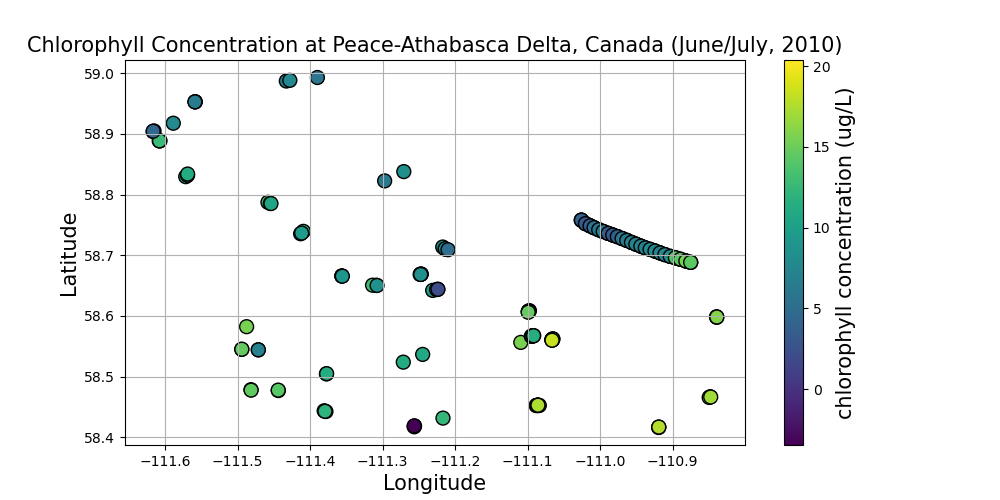 Chlorophyll Concentration at Peace-Athabasca Delta, Canada (June/July, 2010)
59.0
58.9
58.8
58.7
58.6
58.5
58.4
Latitude
−111.6 −111.5 −111.4 −111.3 −111.2 −111.1 −111.0 −110.9
Longitude
20
15
10
5
0
chlorophyll concentration (ug/L)